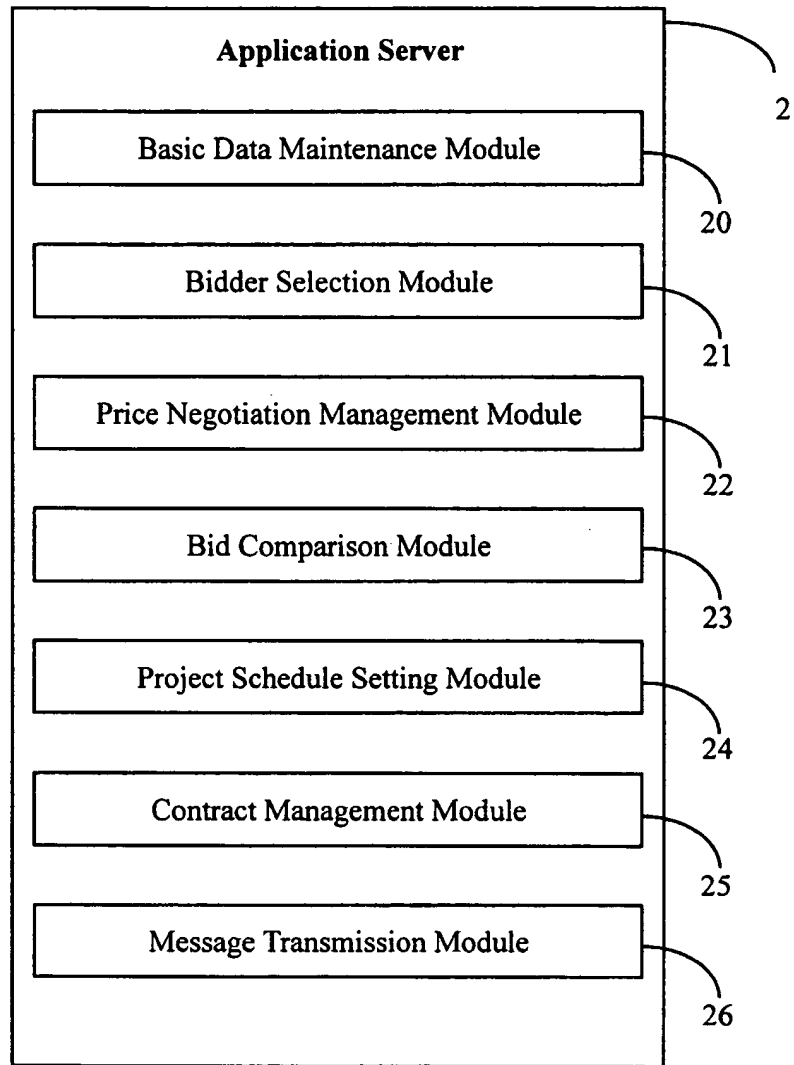 Application Server
2
Basic Data Maintenance Module
20
Bidder Selection Module
21
Price Negotiation Management Module
22
Bid Comparison Module
23
Project Schedule Setting Module
24
Contract Management Module
25
Message Transmission Module
26